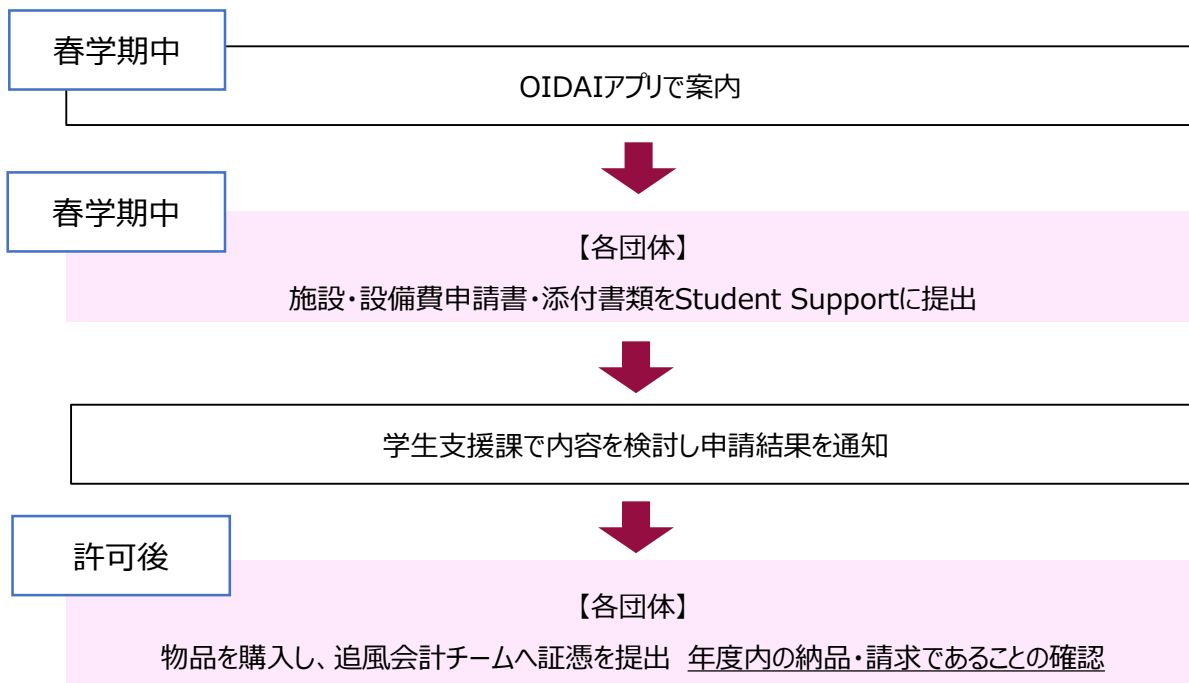 春学期中
OIDAIアプリで案内
春学期中
【各団体】
施設・設備費申請書・添付書類をStudent Supportに提出
学生支援課で内容を検討し申請結果を通知
許可後
【各団体】
物品を購入し、追風会計チームへ証憑を提出 年度内の納品・請求であることの確認